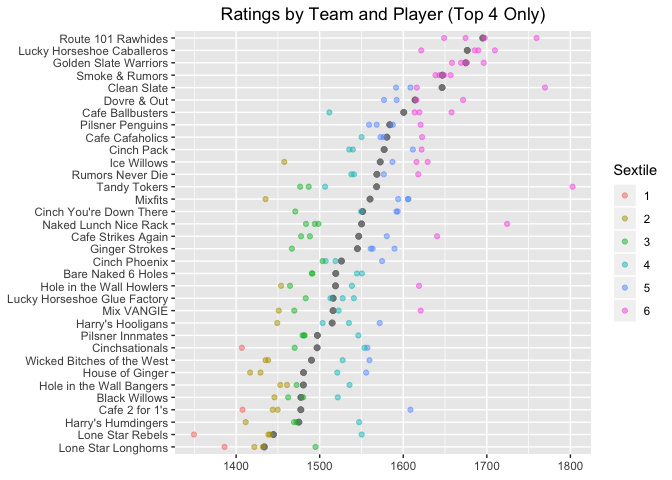 Ratings by Team and Player (Top 4 Only)
Route 101 Rawhides
Lucky Horseshoe Caballeros
Golden Slate Warriors
Smoke & Rumors
Clean Slate
Dovre & Out
Cafe Ballbusters
Pilsner Penguins
Cafe Cafaholics
Cinch Pack
Ice Willows
Rumors Never Die
Tandy Tokers
Mixfits
Cinch You're Down There
Naked Lunch Nice Rack
Cafe Strikes Again
Ginger Strokes
Cinch Phoenix
Bare Naked 6 Holes
Hole in the Wall Howlers
Lucky Horseshoe Glue Factory
Mix VANGIE
Harry's Hooligans
Pilsner Innmates
Cinchsationals
Wicked Bitches of the West
House of Ginger
Hole in the Wall Bangers
Black Willows
Cafe 2 for 1's
Harry's Humdingers
Lone Star Rebels
Lone Star Longhorns
1400 1500 1600 1700 1800
Sextile
1
2
3
4
5
6